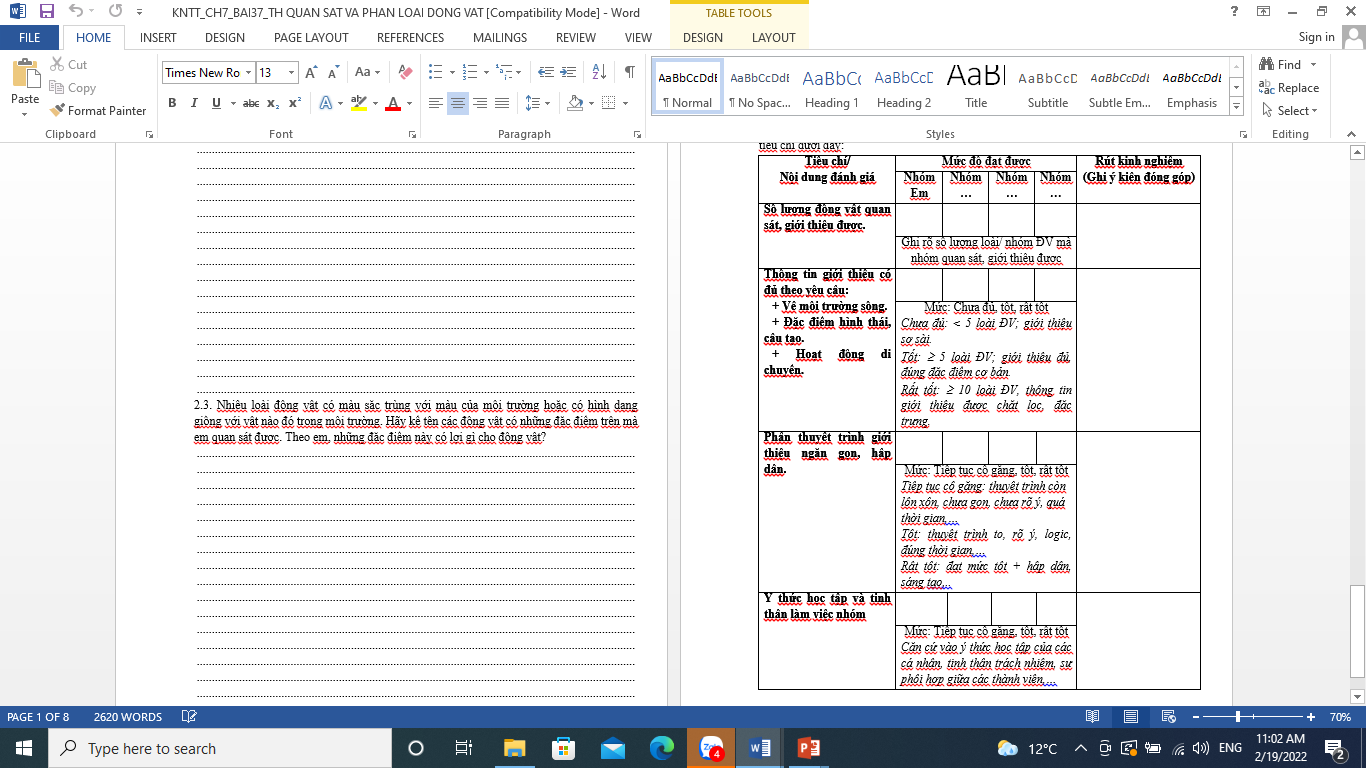 KNTT_CH7_BAI37_TH QUAN SAT VA PHAN LOAI DONG VAT [Compatibility Mode] - Word
TABLE TOOLS
FILE
HOME
INSERT
DESIGN
PAGE LAYOUT
REFERENCES
MAILINGS
REVIEW
VIEW
DESIGN
LAYOUT
Sign in
Paste
Cut
Copy
Format Painter
Clipboard
Times New Ro
13
Font
Paragraph
AaBbCcDdE
¶ Normal
AaBbCcDdE
¶ No Spac...
AaBbCc
Heading 1
AaBbCcD
Heading 2
AaBl
Title
AaBbCcD
Subtitle
AaBbCcDdL
Subtle Em...
AaBbCcDdL
Emphasis
Styles
Find
Replace
Select
Editing
2.3. Nhiều loài động vật có màu sắc trùng với màu của môi trường hoặc có hình dạng
giống với vật nào đó trong môi trường. Hãy kể tên các động vật có những đặc điểm trên mà
em quan sát được. Theo em, những đặc điểm này có lợi gì cho động vật?
tiêu chí dưới đây:
Tiêu chí/
Nội dung đánh giá
Mức độ đạt được
Rút kinh nghiệm
(Ghi ý kiến đóng góp)
Nhóm
Em
Nhóm
…
Nhóm
…
Nhóm
…
Số lượng động vật quan
sát, giới thiệu được.
Ghi rõ số lượng loài/ nhóm ĐV mà
nhóm quan sát, giới thiệu được
Thông tin giới thiệu có
đủ theo yêu cầu:
+ Về môi trường sống.
+ Đặc điểm hình thái,
cấu tạo.
+ Hoạt động di
chuyển.
Mức: Chưa đủ, tốt, rất tốt
Chưa đủ: < 5 loài ĐV; giới thiệu
sơ sài.
Tốt: ≥ 5 loài ĐV; giới thiệu đủ,
đúng đặc điểm cơ bản.
Rất tốt: ≥ 10 loài ĐV, thông tin
giới thiệu được chắt lọc, đặc
trưng.
Phần thuyết trình giới
thiệu ngắn gọn, hấp
dẫn.
Mức: Tiếp tục cố gắng, tốt, rất tốt
Tiếp tục cố gắng: thuyết trình còn
lộn xộn, chưa gọn, chưa rõ ý, quá
thời gian,…
Tốt: thuyết trình to, rõ ý, logic,
đúng thời gian,…
Rất tốt: đạt mức tốt + hấp dẫn,
sáng tạo,..
Ý thức học tập và tinh
thần làm việc nhóm
Mức: Tiếp tục cố gắng, tốt, rất tốt
Căn cứ vào ý thức học tập của các
cá nhân, tinh thần trách nhiệm, sự
phối hợp giữa các thành viên,…
PAGE 1 OF 8
2620 WORDS
70%
Type here to search
4
12°C
ENG
11:02 AM
2/19/2022
2